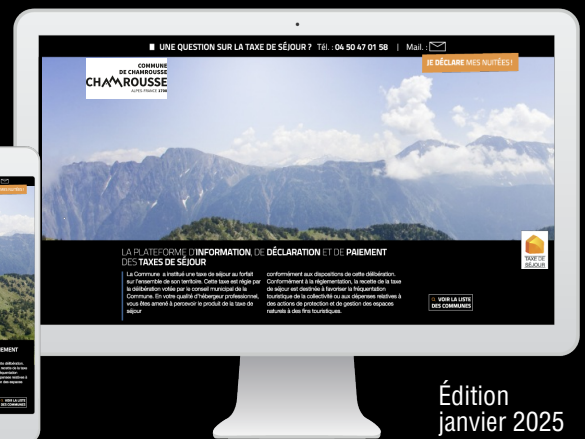 ■ UNE QUESTION SUR LA TAXE DE SÉJOUR ? Tél. : 04 50 47 01 58 | Mail. :
JE DÉCLARE MES NUITÉES !
COMMUNE
DE CHAMROUSSE
CHAMROUSSE
ALPES FRANCE 1700
LA PLATEFORME D'INFORMATION, DE DÉCLARATION ET DE PAIEMENT
DES TAXES DE SÉJOUR
La Commune a institué une taxe de séjour au forfait
sur l'ensemble de son territoire. Cette taxe est régie par
la délibération votée par le conseil municipal de la
Commune. En votre qualité d'hébergeur professionnel,
vous êtes amené à percevoir le produit de la taxe de
séjour
conformément aux dispositions de cette délibération.
Conformément à la réglementation, la recette de la taxe
de séjour est destinée à favoriser la fréquentation
touristique de la collectivité ou aux dépenses relatives à
des actions de protection et de gestion des espaces
naturels à des fins touristiques.
TAXE DE
SÉJOUR
VOIR LA LISTE
DES COMMUNES
Édition
janvier 2025